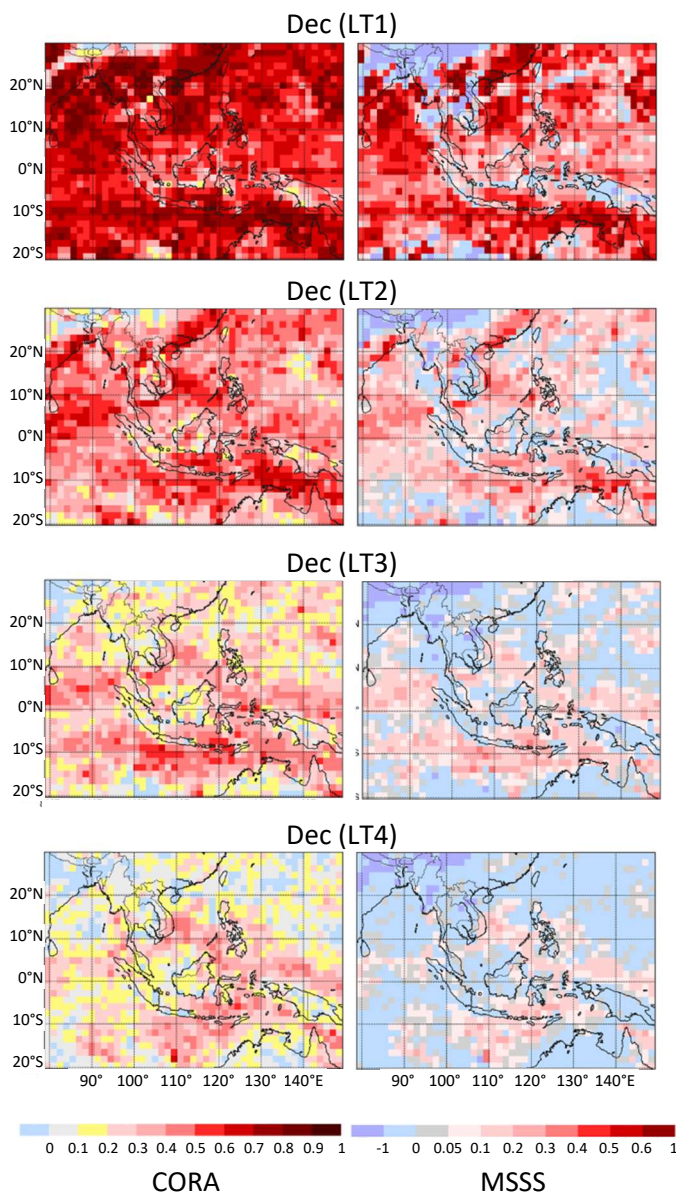 Dec (LT1)
20°N
10°N
0°N
10°S
20°S
Dec (LT2)
20°N
10°N
0°N
10°S
20°S
Dec (LT3)
20°N
N
10°N
N
0°N
°
10°S
S
20°S
S
Dec (LT4)
20°N
10°N
0°N
10°S
20°S
90° 100° 110° 120° 130° 140°E 90° 100° 110° 120° 130° 140°E
0 0.1 0.2 0.3 0.4 0.5 0.6 0.7 0.8 0.9 1 -1 0 0.05 0.1 0.2 0.3 0.4 0.5 0.6 1
CORA MSSS